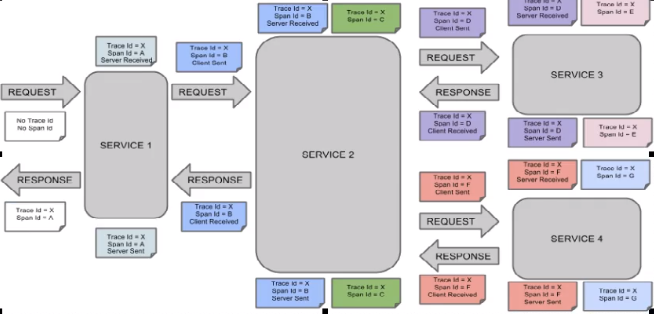 Trace Id = X
Span Id = B
Server Received
Trace Id = X
Span Id = C
Trace Id = X
Span Id = D
Client Sent
Span Id = D
Server Received
Trace Id = X
Span Id = E
Trace Id = X
Span Id = A
Server Received
Trace Id = X
Span Id = B
Client Sent
REQUEST
REQUEST
REQUEST
RESPONSE
SERVICE 3
No Trace Id
No Span Id
SERVICE 1
SERVICE 2
Trace Id = X
Span Id = D
Client Received
Trace Id = X
Span Id = D
Server Sent
Trace Id = X
Span Id = E
RESPONSE
RESPONSE
Trace Id = X
Span Id = F
Client Sent
Trace Id = X
Span Id = F
Server Received
Trace Id = X
Span Id = G
Trace Id = X
Span Id = A
Trace Id = X
Span Id = B
Client Received
REQUEST
RESPONSE
SERVICE 4
Trace Id = X
Span Id = A
Server Sent
Trace Id = X
Span Id = B
Server Sent
Trace Id = X
Span Id = C
Trace Id = X
Span Id = F
Client Received
Trace Id = X
Span Id = F
Server Sent
Trace Id = X
Span Id = G